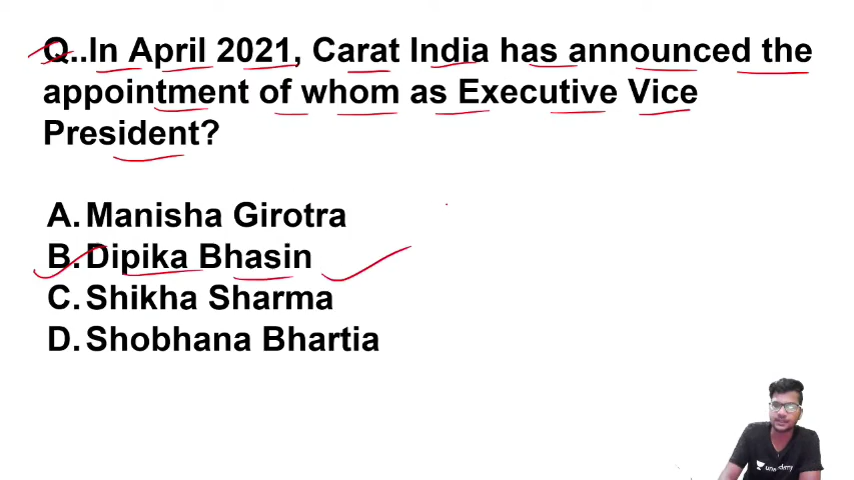 Q..In April 2021, Carat India has announced the
appointment of whom as Executive Vice
President?
A. Manisha Girotra
B. Dipika Bhasin
C. Shikha Sharma
D. Shobhana Bhartia